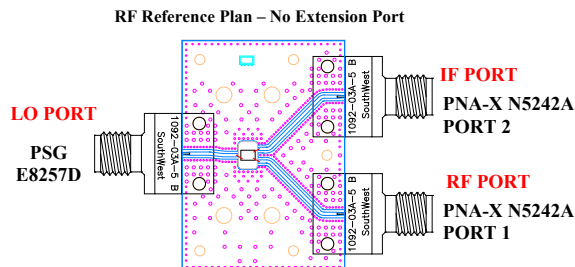 RF Reference Plan – No Extension Port
LO PORT
PSG
E8257D
1092-03A-5 B
SouthWest
1092-03A-5 B
SouthWest
IF PORT
PNA-X N5242A
PORT 2
1092-03A-5 B
SouthWest
RF PORT
PNA-X N5242A
PORT 1